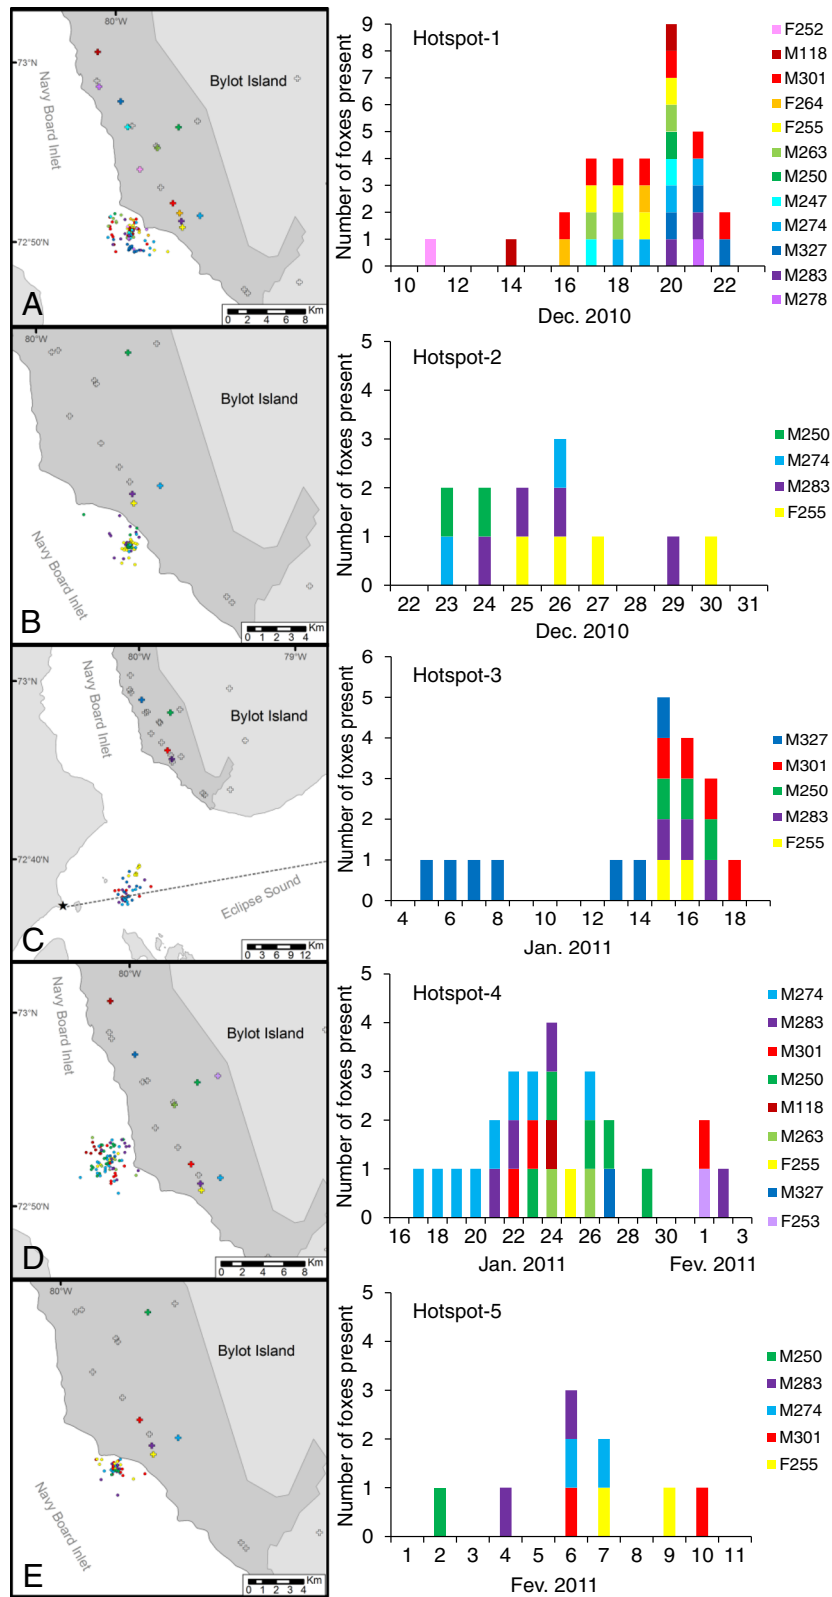 80°W
73°N
Navy Board Inlet
Bylot Island
72°50'N
A
Km
0 2 4 6 8
Hotspot-1
Number of foxes present
9
8
7
6
5
4
3
2
1
0
10 12 14 16 18 20 22
Dec. 2010
F252
M118
M301
F264
F255
M263
M250
M247
M274
M327
M283
M278
80°W
Bylot Island
Navy Board Inlet
B
Km
0 1 2 3 4
Hotspot-2
Number of foxes present
5
4
3
2
1
0
22 23 24 25 26 27 28 29 30 31
Dec. 2010
M250
M274
M283
F255
80°W 79°W
73°N
Navy Board Inlet
Bylot Island
72°40'N
Eclipse Sound
C
Km
0 3 6 9 12
Hotspot-3
Number of foxes present
6
5
4
3
2
1
0
4 6 8 10 12 14 16 18
Jan. 2011
M327
M301
M250
M283
F255
80°W
73°N
Navy Board Inlet
Bylot Island
72°50'N
D
Km
0 2 4 6 8
Hotspot-4
Number of foxes present
5
4
3
2
1
0
16 18 20 22 24 26 28 30 1 3
Jan. 2011 Fev. 2011
M274
M283
M301
M250
M118
M263
F255
M327
F253
80°W
Bylot Island
Navy Board Inlet
E
Km
0 1 2 3 4
Hotspot-5
Number of foxes present
5
4
3
2
1
0
1 2 3 4 5 6 7 8 9 10 11
Fev. 2011
M250
M283
M274
M301
F255